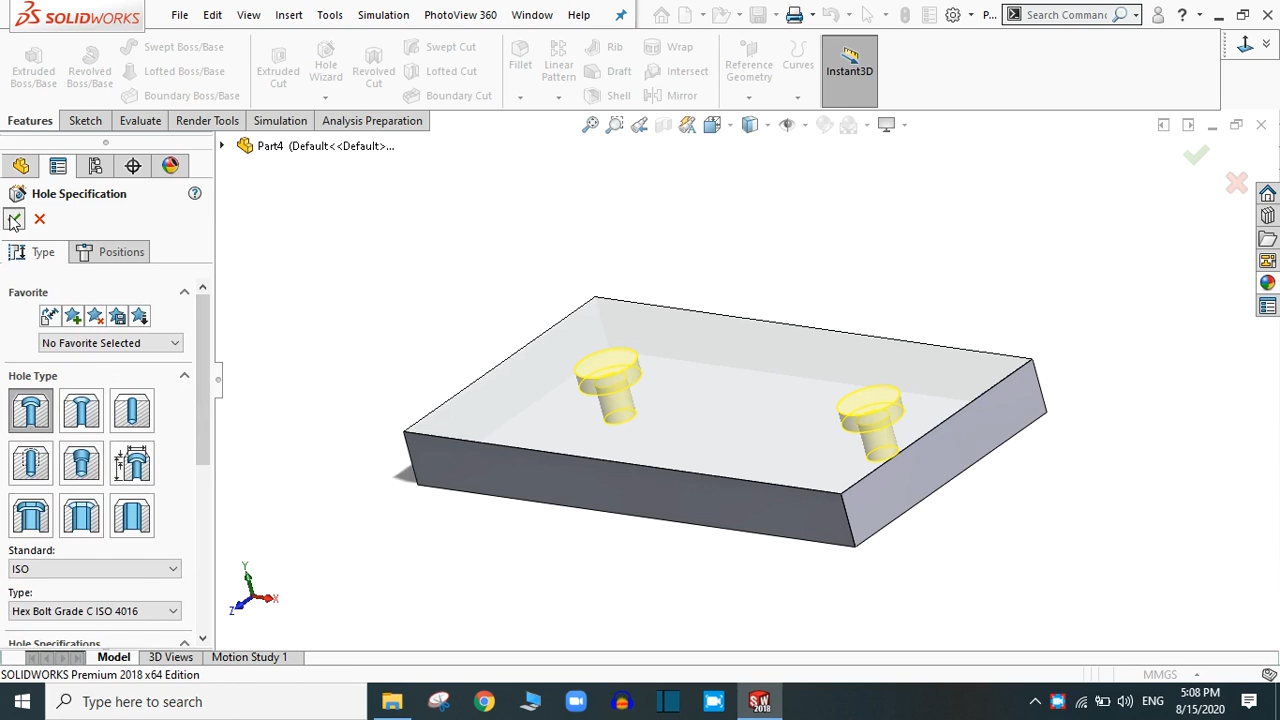 SOLIDWORKS File Edit View Insert Tools Simulation PhotoView 360 Window Help P... Search Comman
Extruded Boss/Base
Revolved Boss/Base
Swept Boss/Base
Lofted Boss/Base
Boundary Boss/Base
Extruded Cut
Hole Wizard
Revolved Cut
Swept Cut
Lofted Cut
Boundary Cut
Fillet
Linear Pattern
Rib
Draft
Shell
Wrap
Intersect
Mirror
Reference Geometry
Curves
Instant3D
Features Sketch Evaluate Render Tools Simulation Analysis Preparation
Part4 (Default<<Default>...
Hole Specification
Type Positions
Favorite
No Favorite Selected
Hole Type
Standard:
ISO
Type:
Hex Bolt Grade C ISO 4016
Hole Specifications
Y
Z
X
Model 3D Views Motion Study 1
SOLIDWORKS Premium 2018 x64 Edition MMGS
Type here to search
SW 2018
ENG
5:08 PM
8/15/2020